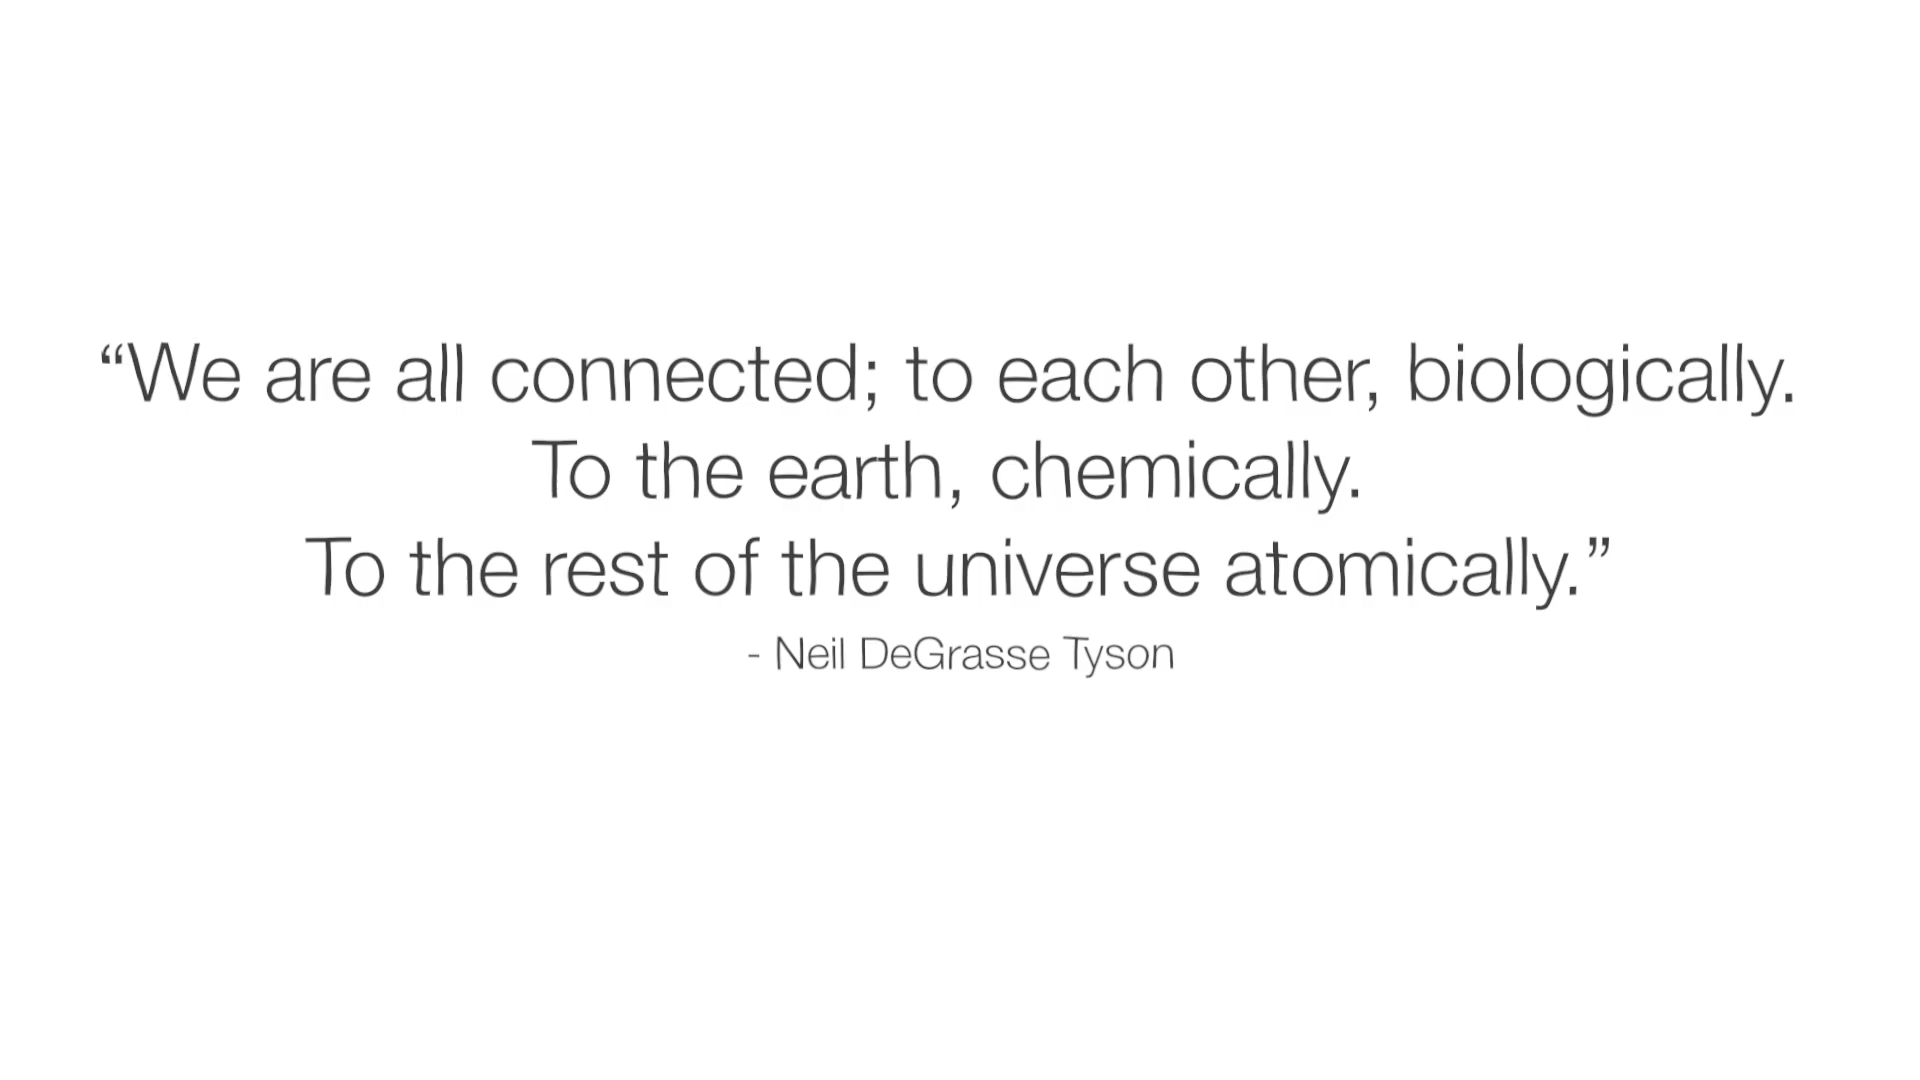 “We are all connected; to each other, biologically.
To the earth, chemically.
To the rest of the universe atomically.”
- Neil DeGrasse Tyson